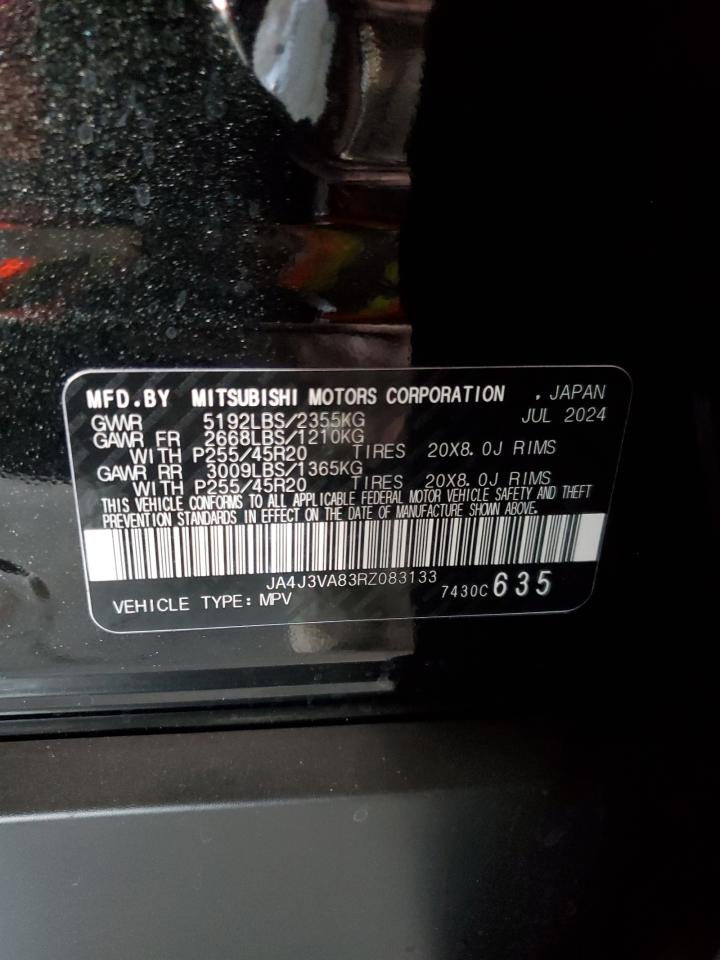 MFD. BY MITSUBISHI MOTORS CORPORATION , JAPAN
GVWR 5192LBS/2355KG JUL 2024
GAWR FR 2668LBS/1210KG
WITH P255/45R20 TIRES 20X8.0J RIMS
GAWR RR 3009LBS/1365KG
WITH P255/45R20 TIRES 20X8.0J RIMS
THIS VEHICLE CONFORMS TO ALL APPLICABLE FEDERAL MOTOR VEHICLE SAFETY AND THEFT
PREVENTION STANDARDS IN EFFECT ON THE DATE OF MANUFACTURE SHOWN ABOVE.
JA4J3VA83RZ083133
VEHICLE TYPE: MPV 7430C 635